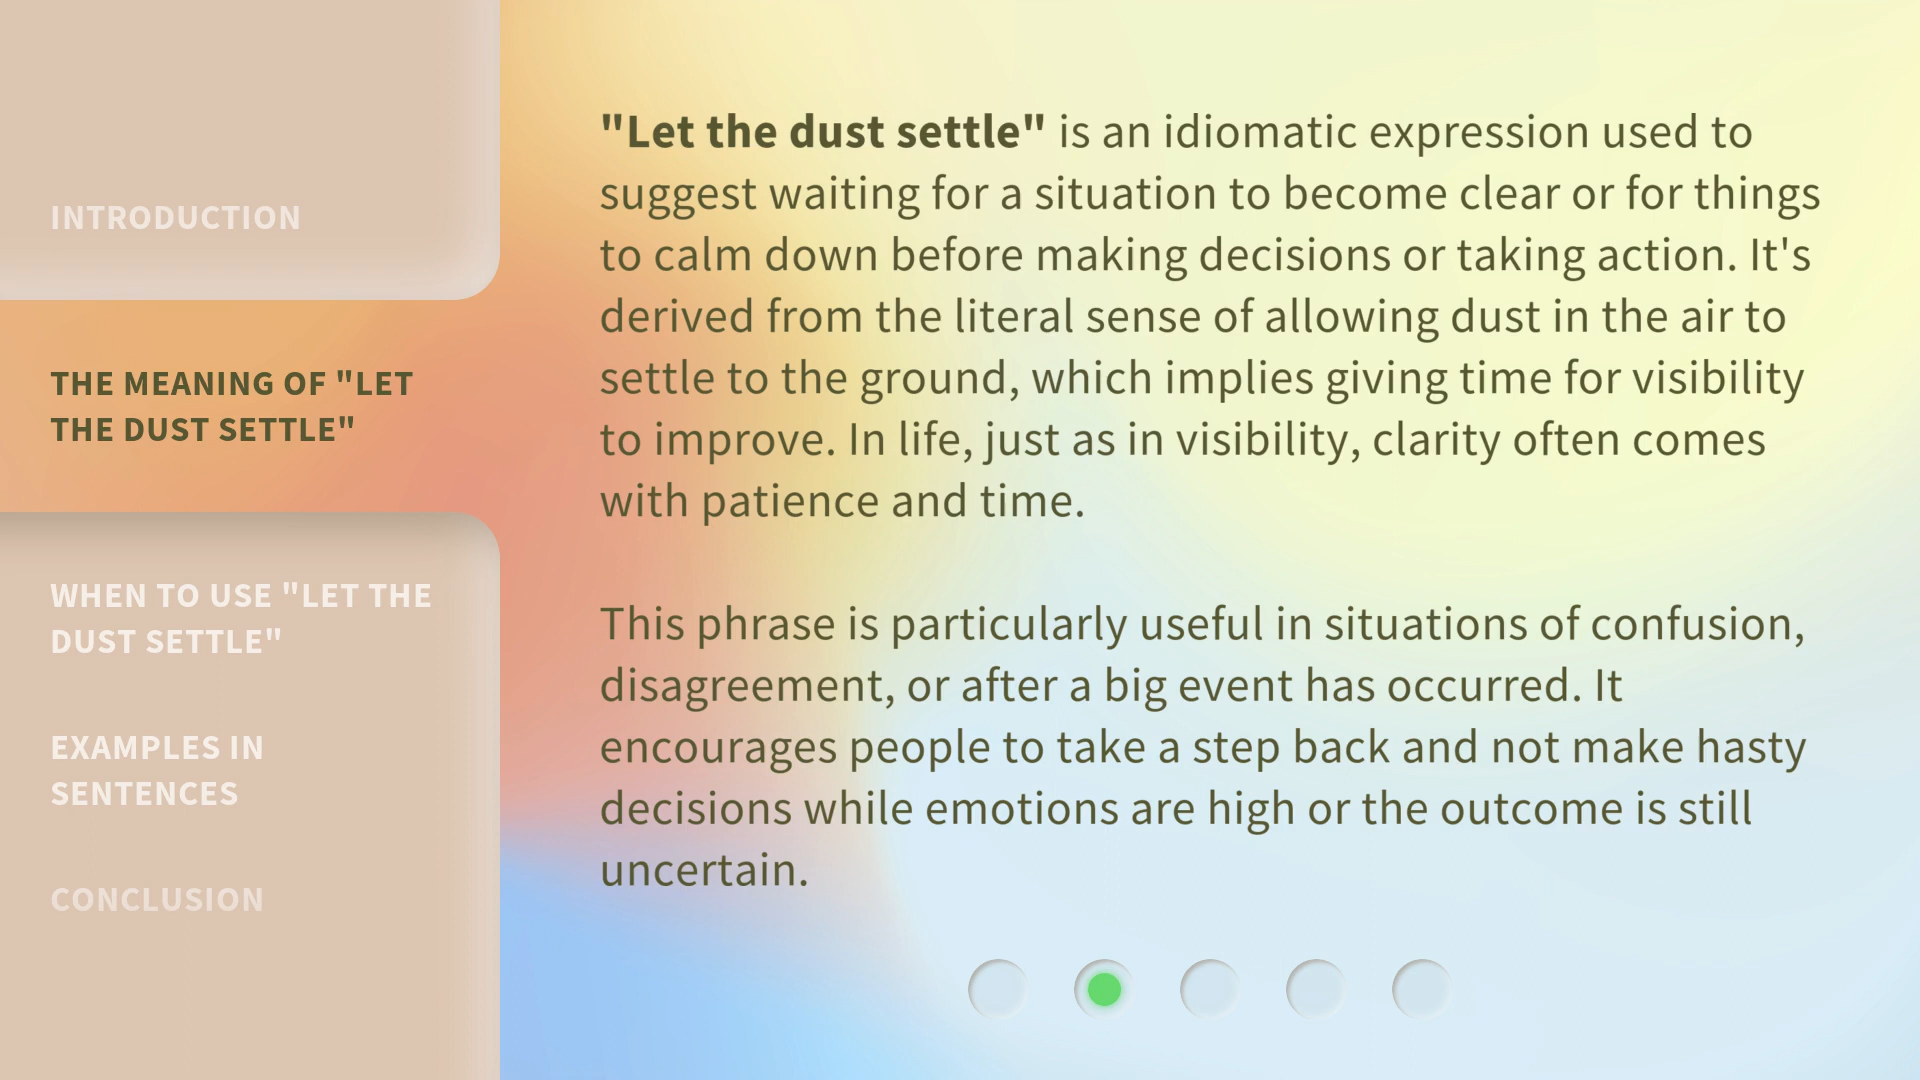 INTRODUCTION
THE MEANING OF "LET
THE DUST SETTLE"
WHEN TO USE "LET THE
DUST SETTLE"
EXAMPLES IN
SENTENCES
CONCLUSION
"Let the dust settle" is an idiomatic expression used to
suggest waiting for a situation to become clear or for things
to calm down before making decisions or taking action. It's
derived from the literal sense of allowing dust in the air to
settle to the ground, which implies giving time for visibility
to improve. In life, just as in visibility, clarity often comes
with patience and time.
This phrase is particularly useful in situations of confusion,
disagreement, or after a big event has occurred. It
encourages people to take a step back and not make hasty
decisions while emotions are high or the outcome is still
uncertain.